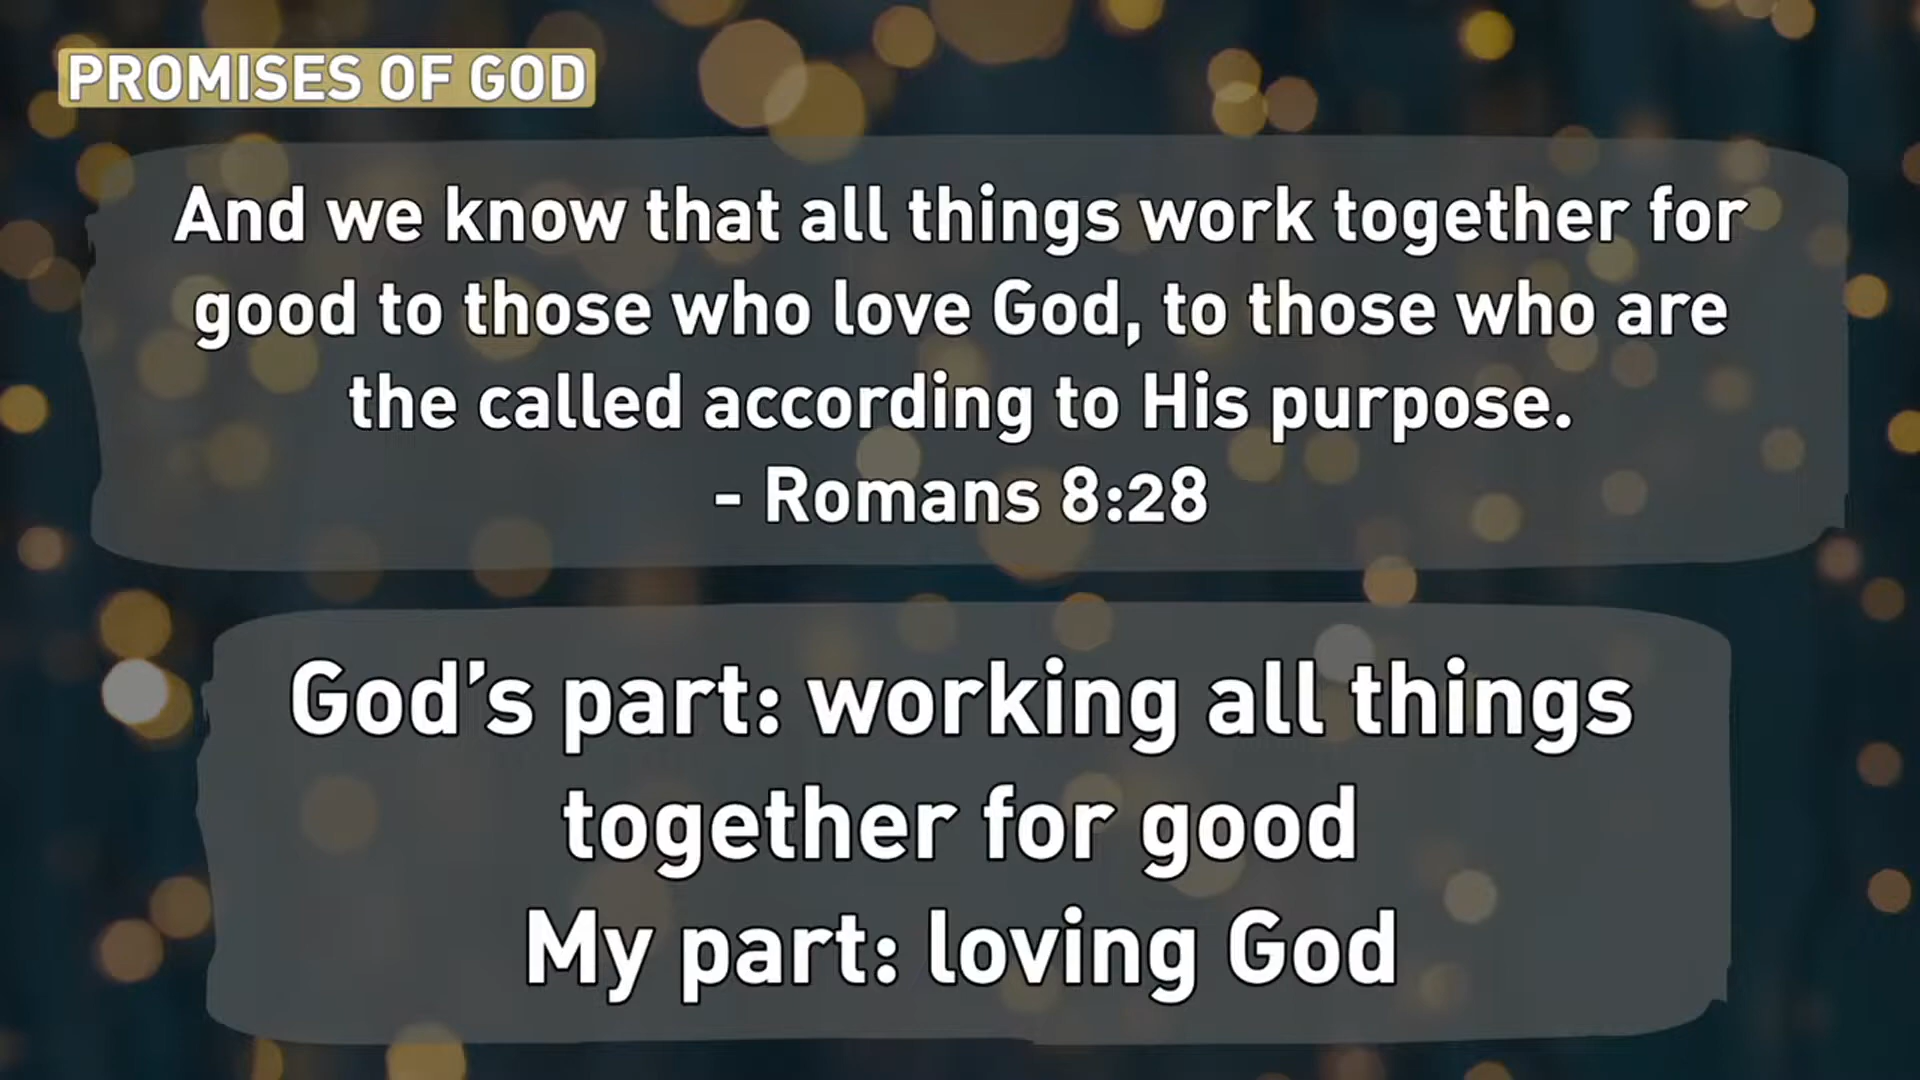 PROMISES OF GOD
And we know that all things work together for
good to those who love God, to those who are
the called according to His purpose.
- Romans 8:28
God’s part: working all things
together for good
My part: loving God